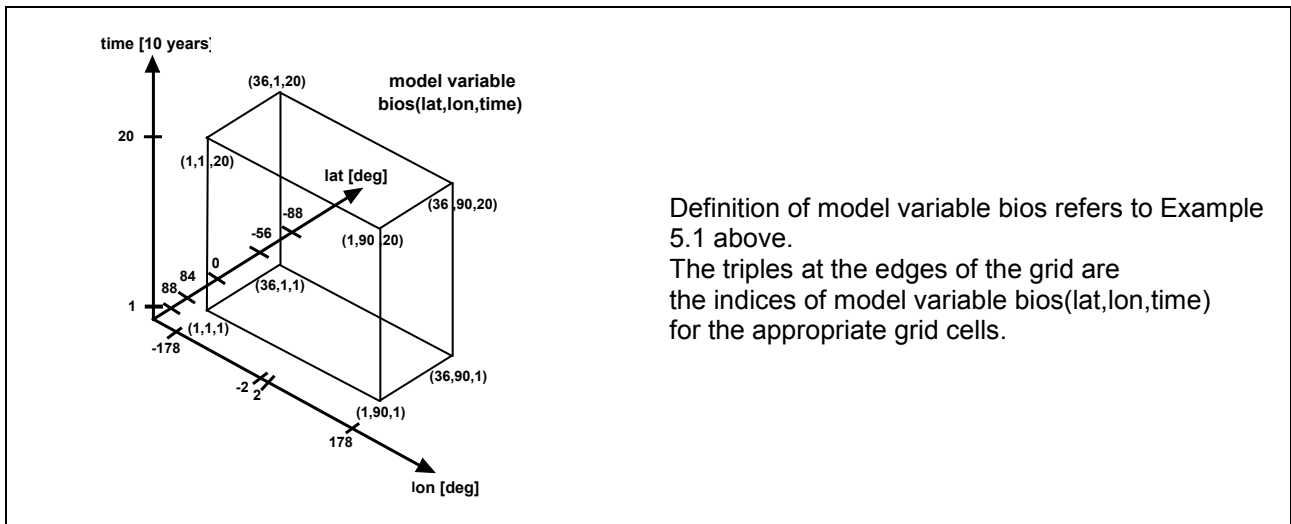 time [10 years]
(36,1,20)
model variable
bios(lat,lon,time)
20
(1,1,20)
lat [deg]
-88
(36,90,20)
-56
(1,90,20)
0
84
88
(36,1,1)
1
(1,1,1)
-178
-2
2
(36,90,1)
(1,90,1)
178
lon [deg]
Definition of model variable bios refers to Example
5.1 above.
The triples at the edges of the grid are
the indices of model variable bios(lat,lon,time)
for the appropriate grid cells.